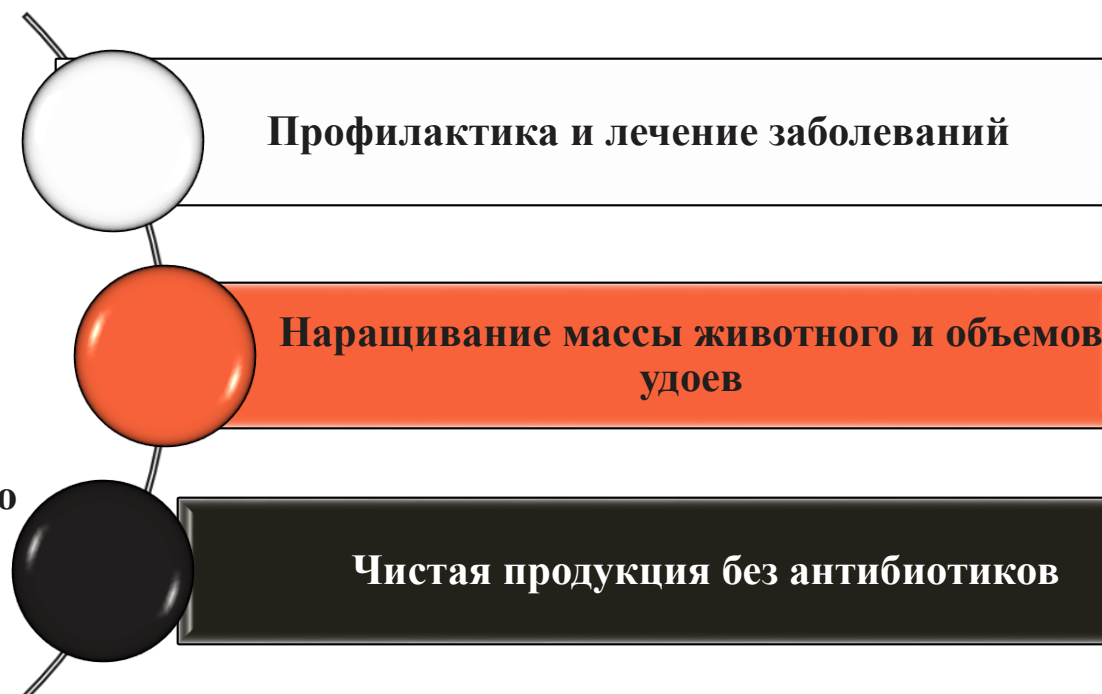 Профилактика и лечение заболеваний
Наращивание массы животного и объемов
удоев
о
Чистая продукция без антибиотиков